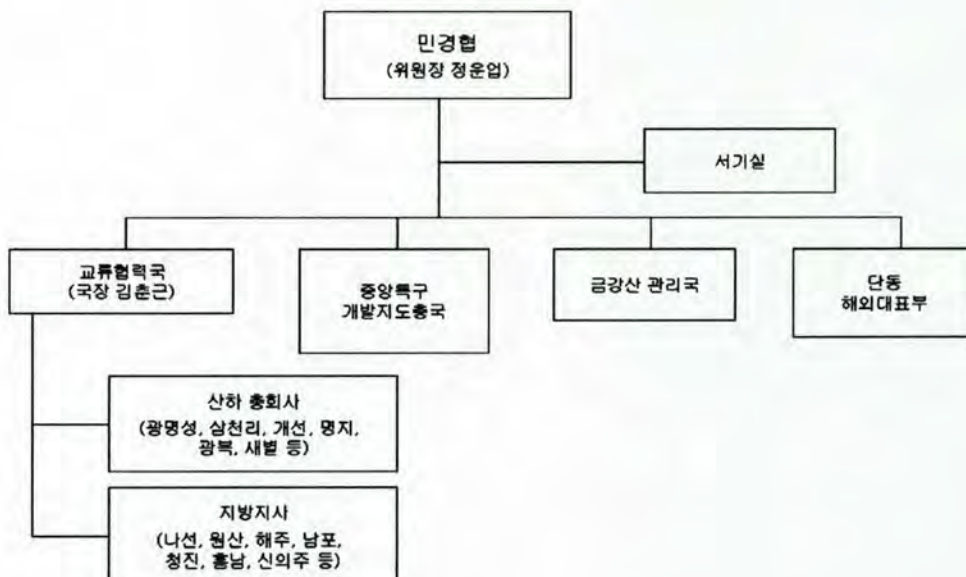 민경협
(위원장 정운업)
서기실
교류협력국
(국장 김춘근)
중앙특구
개발지도총국
금강산 관리국
단동
해외대표부
산하 총회사
(광명성, 삼천리, 개선, 명지,
광복, 새별 등)
지방지사
(나선, 원산, 해주, 남포,
청진, 흥남, 신의주 등)